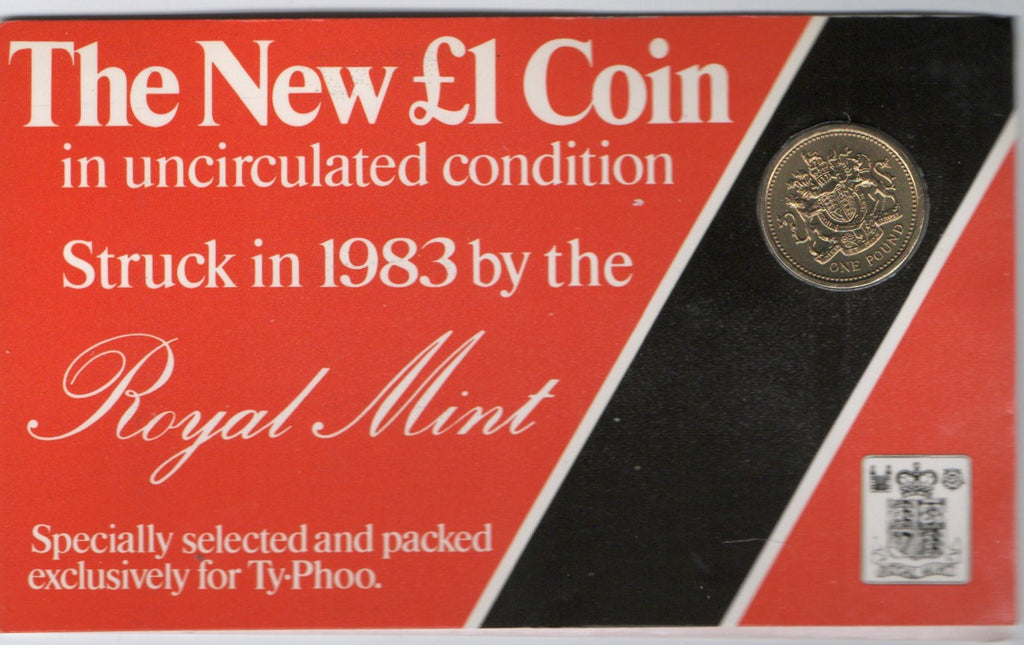 The New £1 Coin
in uncirculated condition
Struck in 1983 by the
Royal Mint
Specially selected and packed
exclusively for Ty·Phoo.
ONE POUND